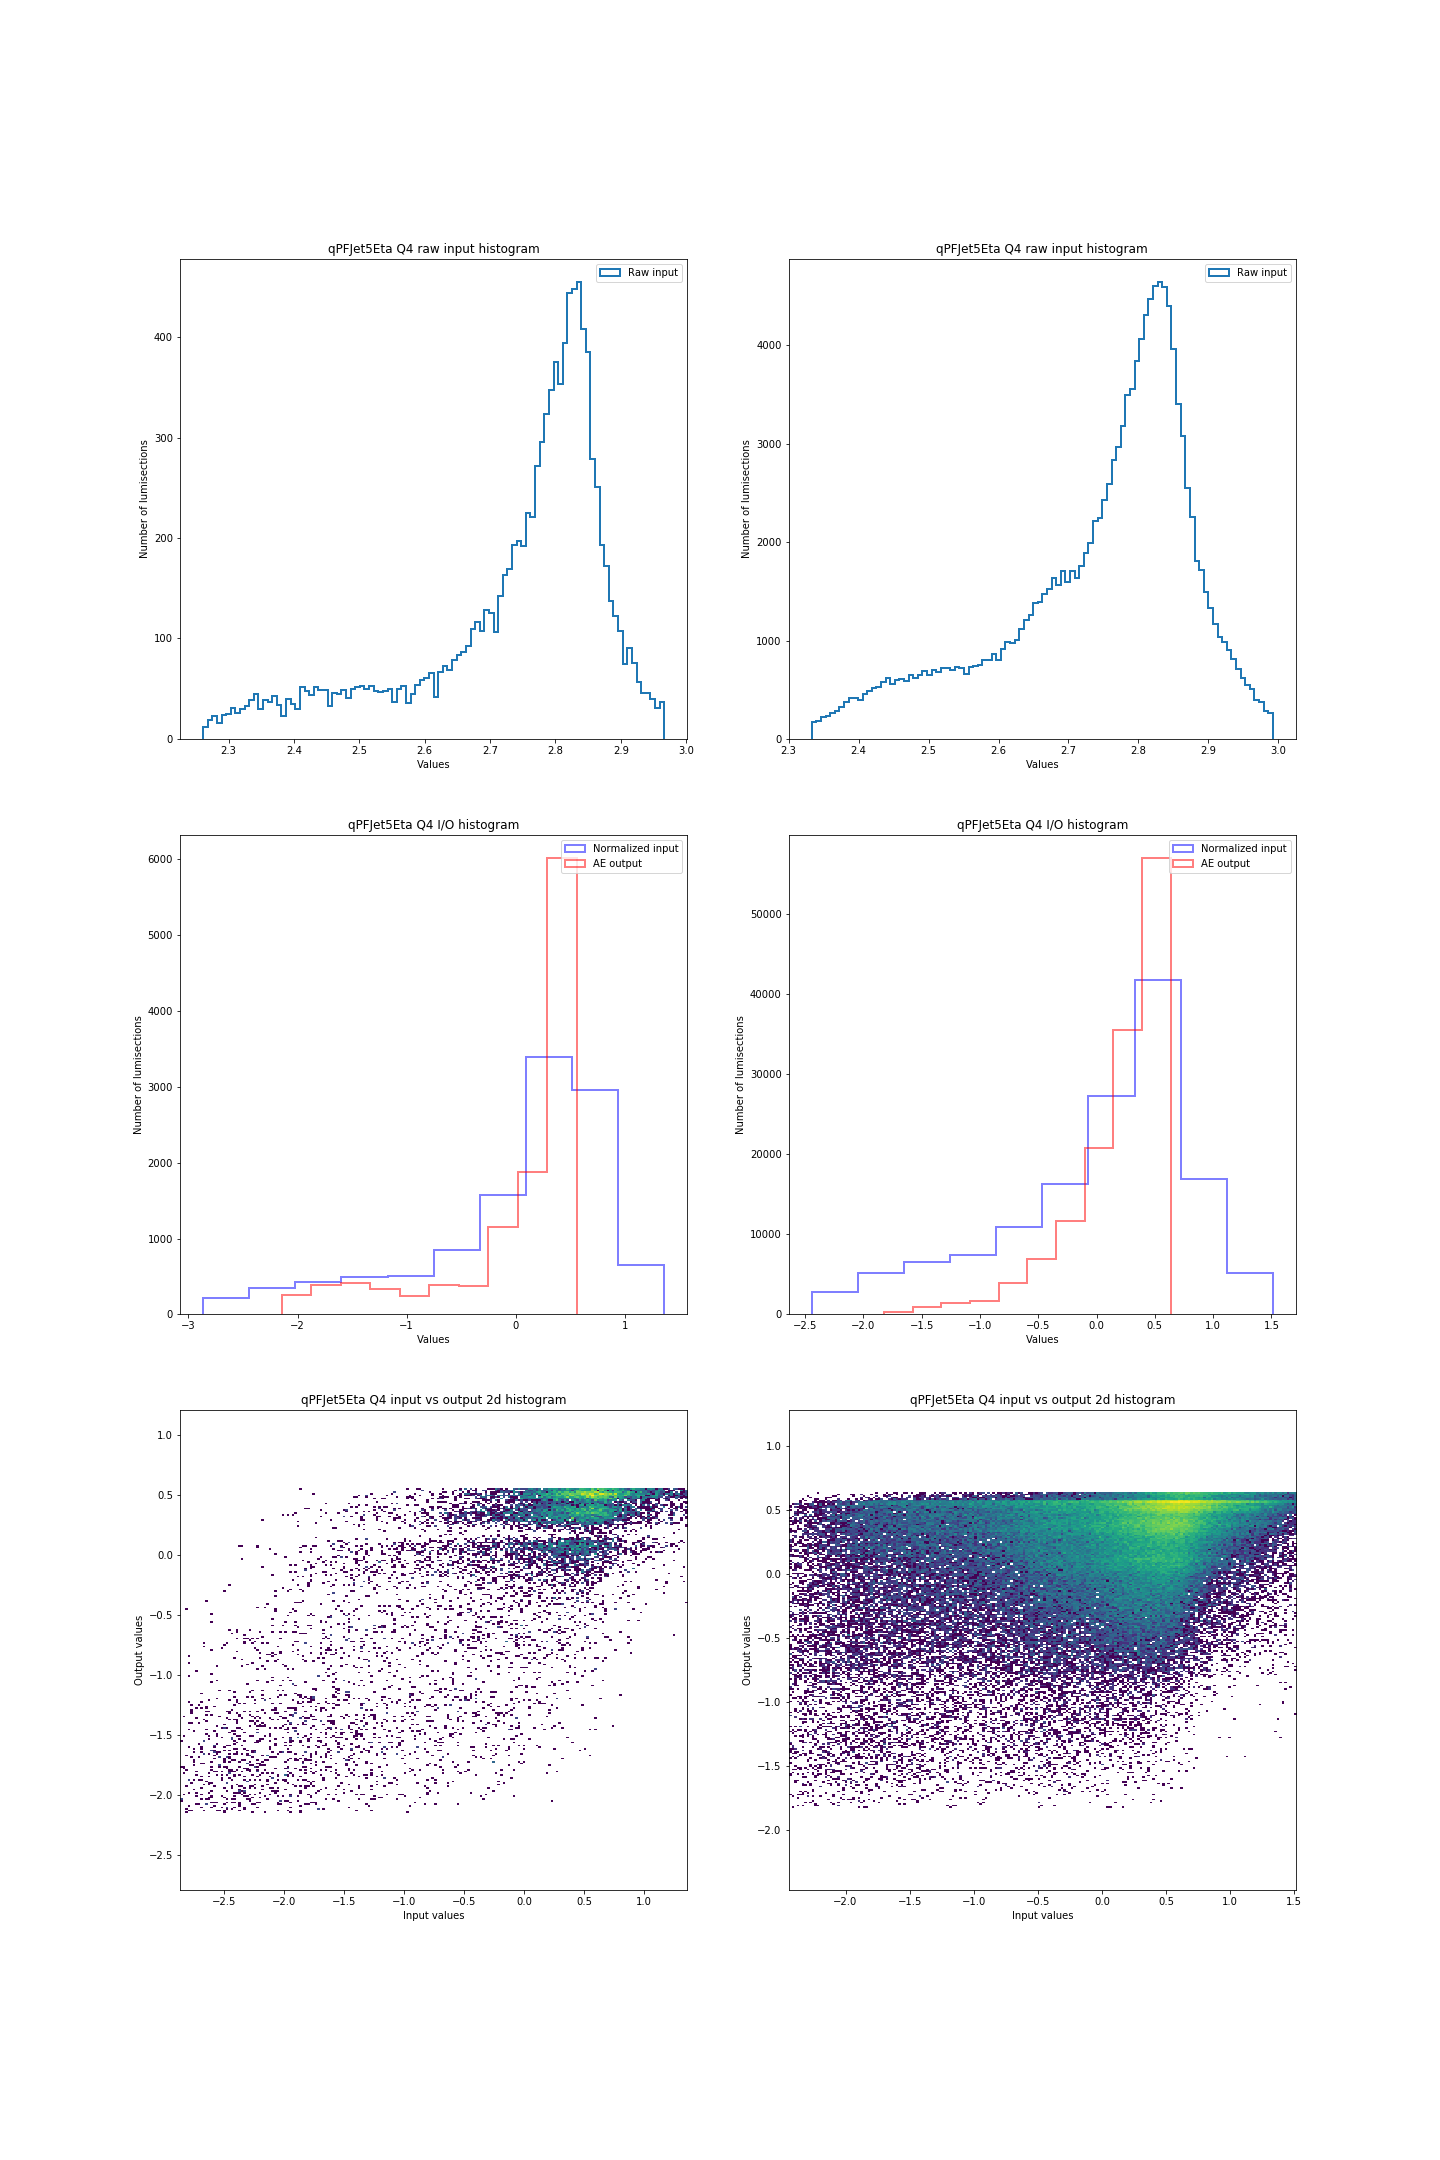 qPFJet5Eta Q4 raw input histogram
Raw input
Number of lumisections
400
300
200
100
0
2.3 2.4 2.5 2.6 2.7 2.8 2.9 3.0
Values
qPFJet5Eta Q4 raw input histogram
Raw input
Number of lumisections
4000
3000
2000
1000
0
2.3 2.4 2.5 2.6 2.7 2.8 2.9 3.0
Values
qPFJet5Eta Q4 I/O histogram
Normalized input
AE output
Number of lumisections
6000
5000
4000
3000
2000
1000
0
−3 −2 −1 0 1
Values
qPFJet5Eta Q4 I/O histogram
Normalized input
AE output
Number of lumisections
50000
40000
30000
20000
10000
0
−2.5 −2.0 −1.5 −1.0 −0.5 0.0 0.5 1.0 1.5
Values
qPFJet5Eta Q4 input vs output 2d histogram
Output values
1.0
0.5
0.0
−0.5
−1.0
−1.5
−2.0
−2.5
−2.5 −2.0 −1.5 −1.0 −0.5 0.0 0.5 1.0
Input values
qPFJet5Eta Q4 input vs output 2d histogram
Output values
1.0
0.5
0.0
−0.5
−1.0
−1.5
−2.0
−2.0 −1.5 −1.0 −0.5 0.0 0.5 1.0 1.5
Input values